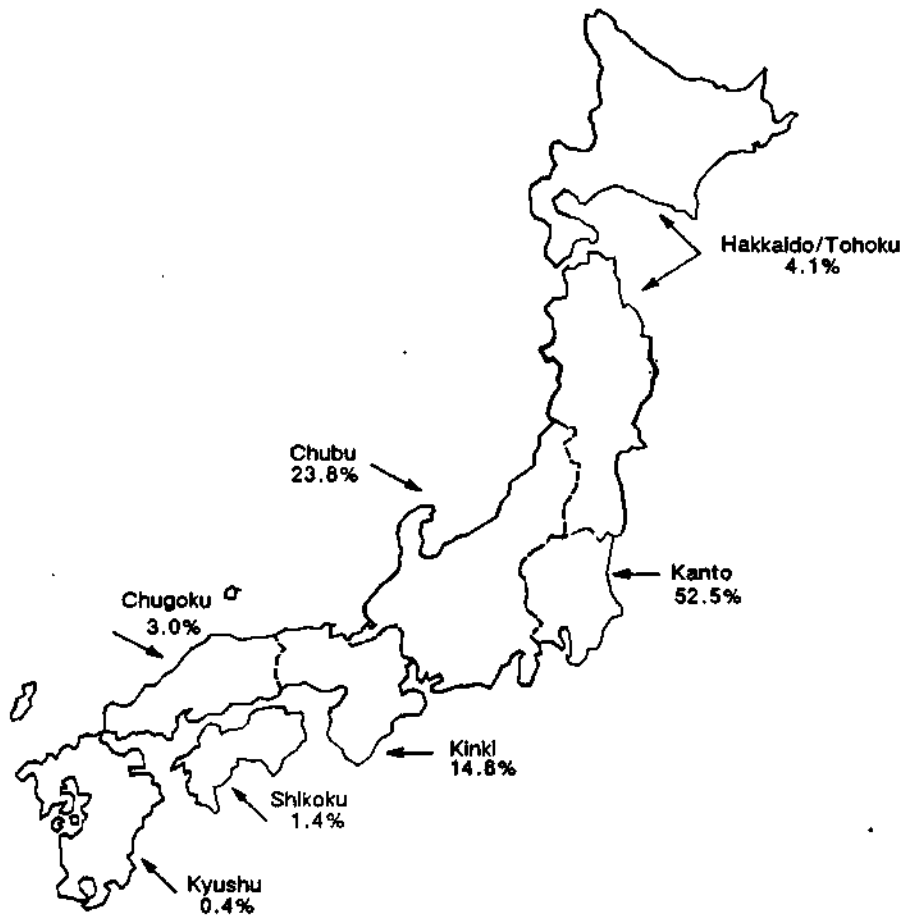 Hakkaido/Tohoku
4.1%
Chubu
23.8%
Kanto
52.5%
Chugoku
3.0%
Kinki
14.8%
Shikoku
1.4%
Kyushu
0.4%